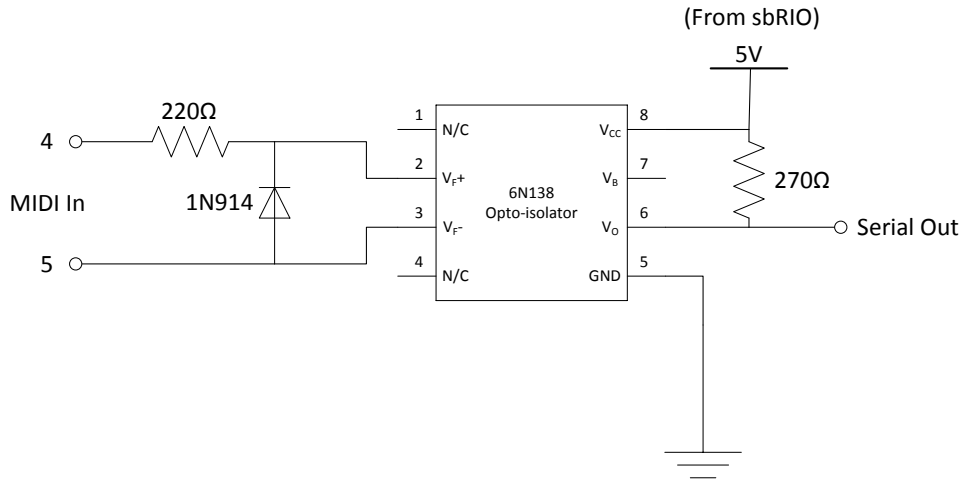 (From sbRIO)
5V
220Ω
4
MIDI In
1N914
5
1
N/C
2
V_F+
3
V_F-
4
N/C
6N138
Opto-isolator
8
V_CC
7
V_B
6
V_O
5
GND
270Ω
Serial Out